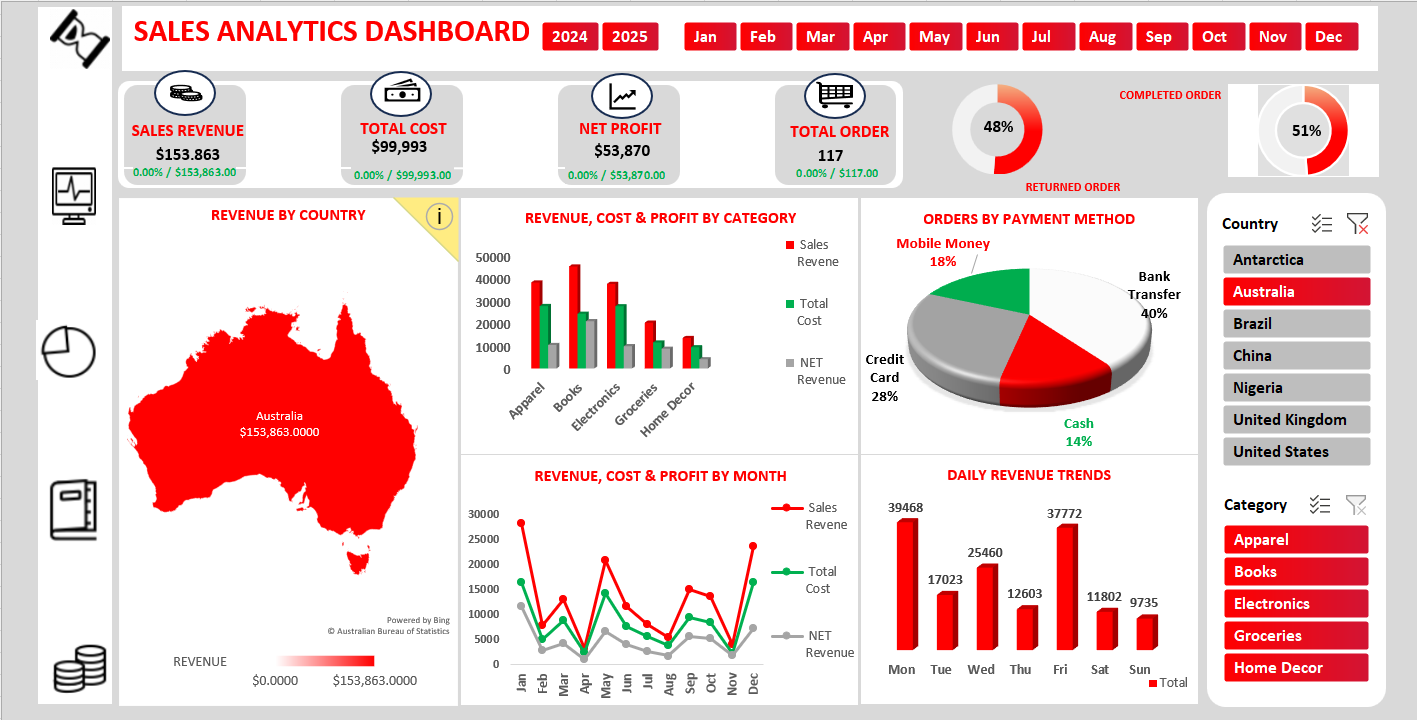 SALES ANALYTICS DASHBOARD
2024 2025
Jan Feb Mar Apr May Jun Jul Aug Sep Oct Nov Dec
SALES REVENUE
$153.863
0.00% / $153,863.00
TOTAL COST
$99,993
0.00% / $99,993.00
NET PROFIT
$53,870
0.00% / $53,870.00
TOTAL ORDER
117
0.00% / $117.00
48%
RETURNED ORDER
COMPLETED ORDER
51%
REVENUE BY COUNTRY
i
Australia
$153,863.0000
Powered by Bing
© Australian Bureau of Statistics
REVENUE
$0.0000 $153,863.0000
REVENUE, COST & PROFIT BY CATEGORY
50000
40000
30000
20000
10000
0
Apparel
Books
Electronics
Groceries
Home Decor
Sales
Revene
Total
Cost
NET
Revenue
ORDERS BY PAYMENT METHOD
Mobile Money
18%
Bank
Transfer
40%
Credit
Card
28%
Cash
14%
REVENUE, COST & PROFIT BY MONTH
30000
25000
20000
15000
10000
5000
0
Jan Feb Mar Apr May Jun Jul Aug Sep Oct Nov Dec
Sales
Revene
Total
Cost
NET
Revenue
DAILY REVENUE TRENDS
39468
17023
25460
12603
37772
11802
9735
Mon Tue Wed Thu Fri Sat Sun
Total
Country
Antarctica
Australia
Brazil
China
Nigeria
United Kingdom
United States
Category
Apparel
Books
Electronics
Groceries
Home Decor